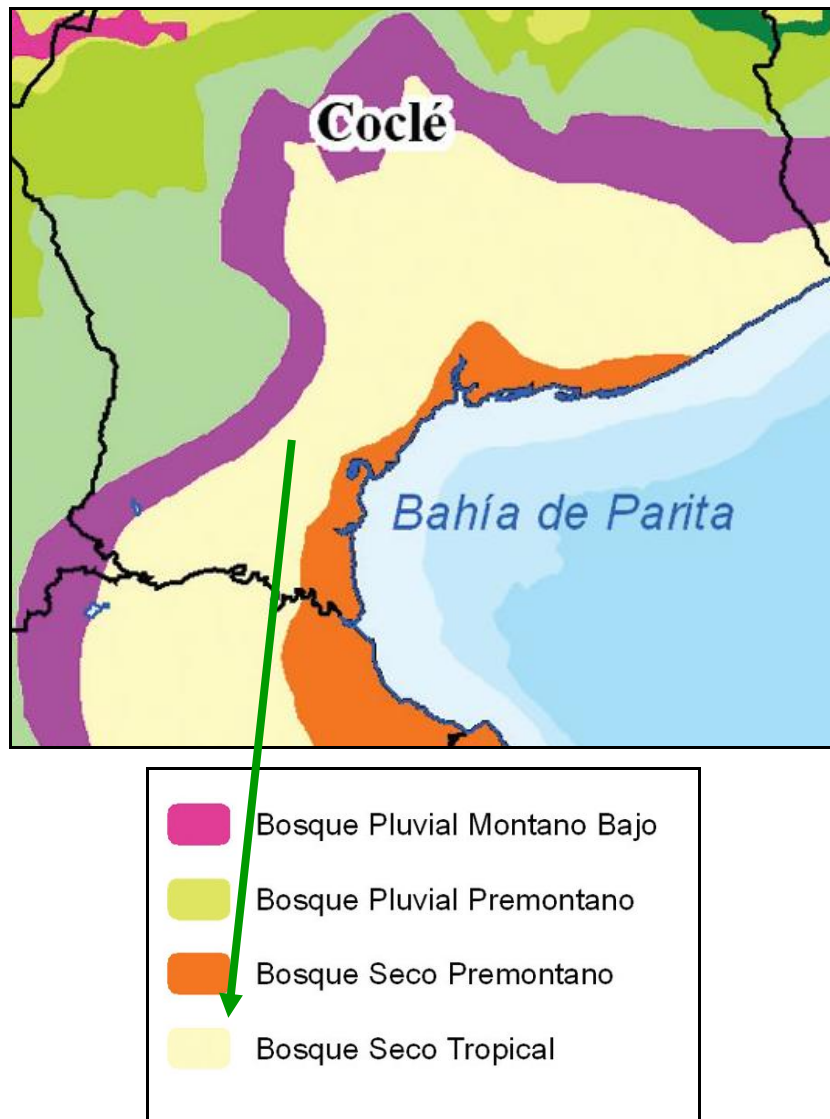 Coclé
Bahía de Parita
Bosque Pluvial Montano Bajo
Bosque Pluvial Premontano
Bosque Seco Premontano
Bosque Seco Tropical